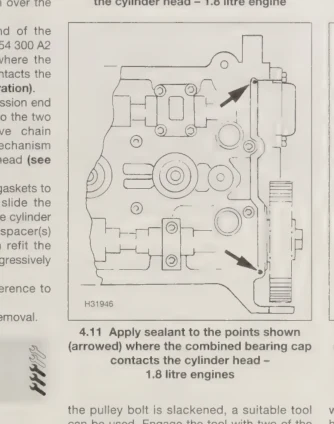 the cylinder head – 1.8 litre engine
over the
nd of the
54 300 A2
where the
ntacts the
ration).
ssion end
o the two
ve chain
echanism
ead (see
gaskets to
slide the
e cylinder
spacer(s)
refit the
gressively
erence to
emoval.
H31946
4.11 Apply sealant to the points shown
(arrowed) where the combined bearing cap
contacts the cylinder head –
1.8 litre engines
the pulley bolt is slackened, a suitable tool
can be used. Engage the tool with two of the